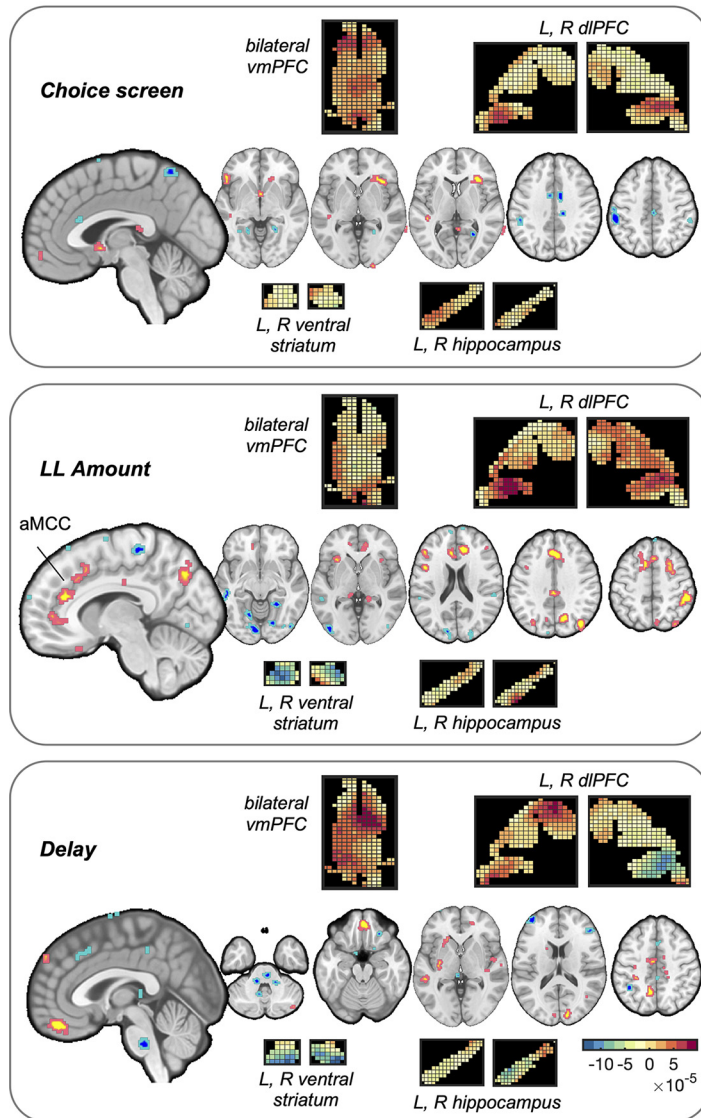 L, R dlPFC
bilateral
vmPFC
Choice screen
L, R ventral
striatum
L, R hippocampus
L, R dlPFC
bilateral
vmPFC
LL Amount
aMCC
L, R ventral
striatum
L, R hippocampus
L, R dlPFC
bilateral
vmPFC
Delay
L, R ventral
striatum
L, R hippocampus
-10 -5 0 5
×10-5